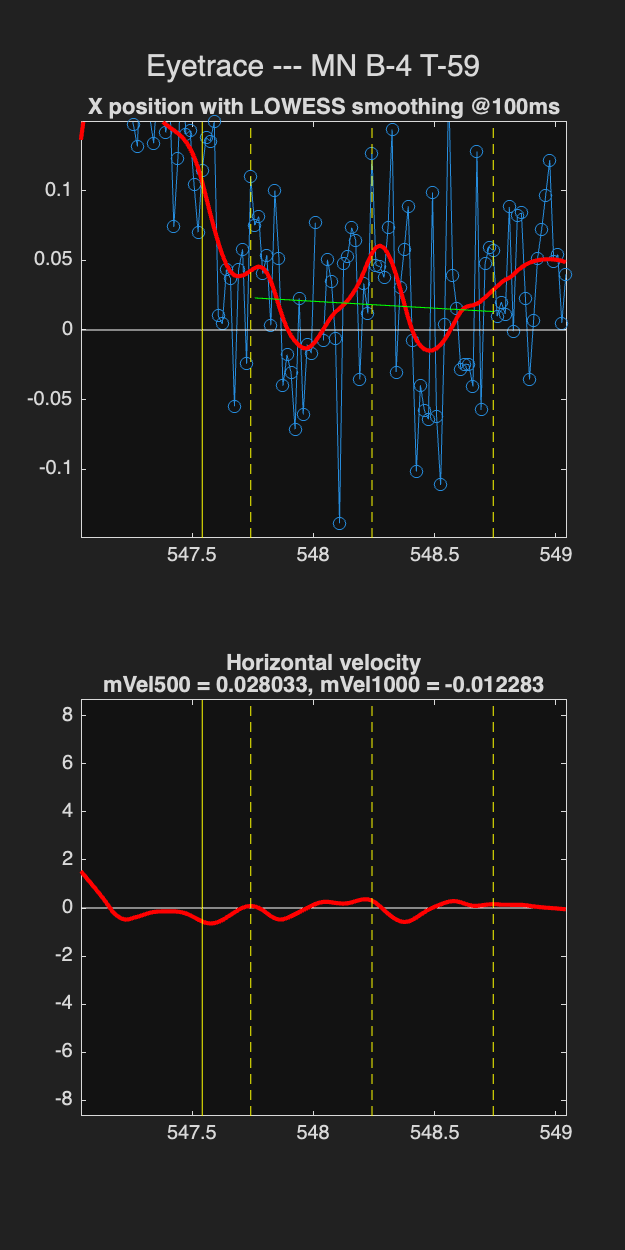 Eyetrace --- MN B-4 T-59
X position with LOWESS smoothing @100ms
0.1
0.05
0
-0.05
-0.1
547.5 548 548.5 549
Horizontal velocity
mVel500 = 0.028033, mVel1000 = -0.012283
8
6
4
2
0
-2
-4
-6
-8
547.5 548 548.5 549